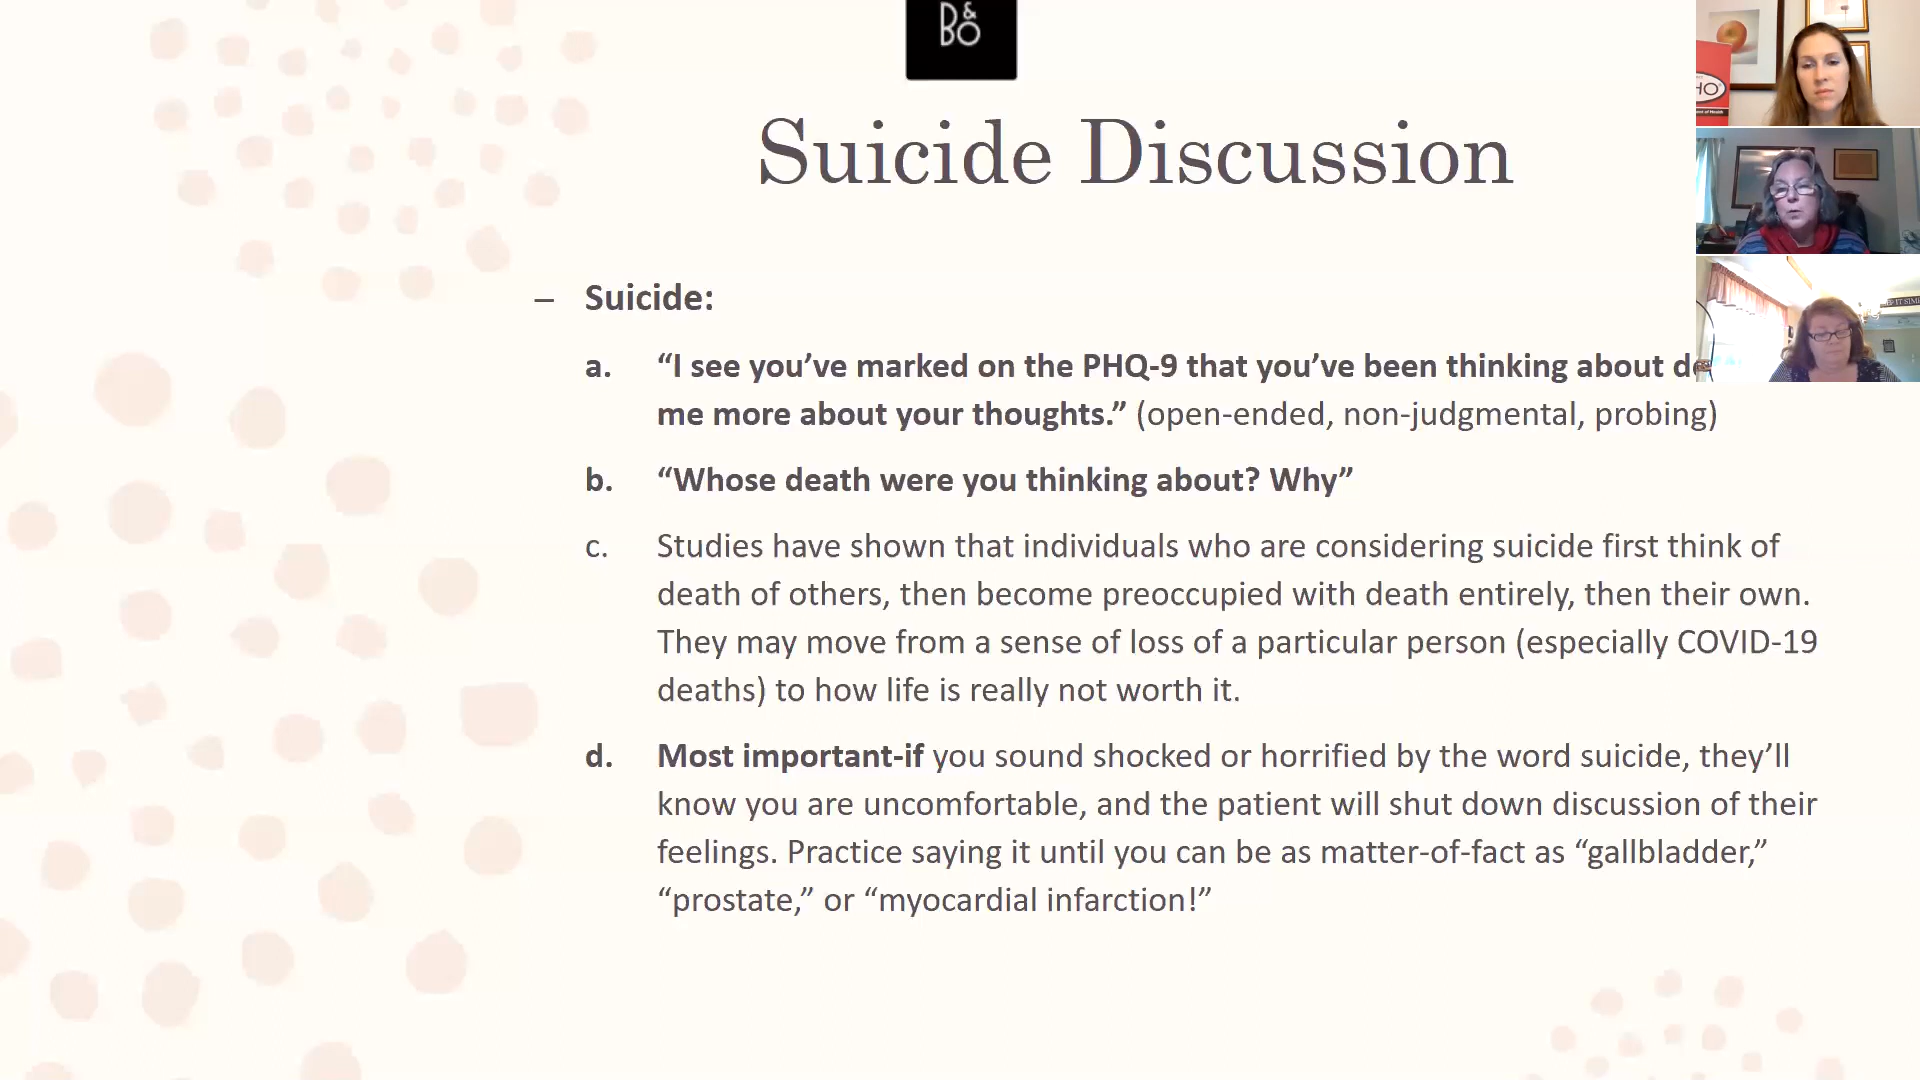 B&O
Suicide Discussion
– Suicide:
a. “I see you’ve marked on the PHQ-9 that you’ve been thinking about
me more about your thoughts.” (open-ended, non-judgmental, probing)
b. “Whose death were you thinking about? Why”
c. Studies have shown that individuals who are considering suicide first think of
death of others, then become preoccupied with death entirely, then their own.
They may move from a sense of loss of a particular person (especially COVID-19
deaths) to how life is really not worth it.
d. Most important-if you sound shocked or horrified by the word suicide, they’ll
know you are uncomfortable, and the patient will shut down discussion of their
feelings. Practice saying it until you can be as matter-of-fact as “gallbladder,”
“prostate,” or “myocardial infarction!”